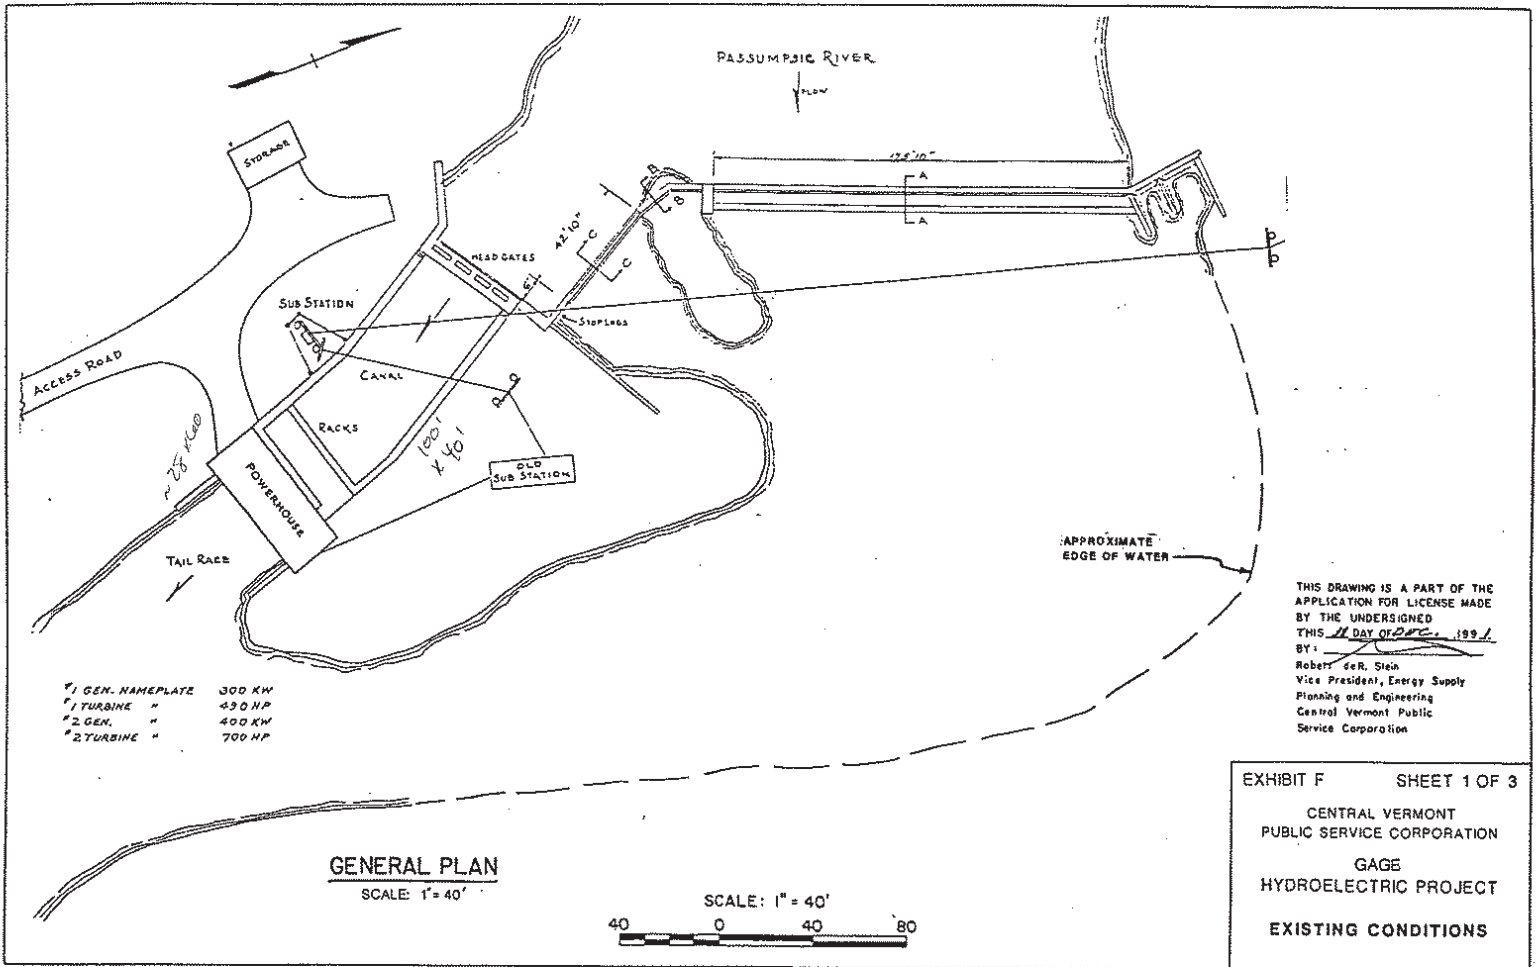 PASSUMPSIC RIVER
FLOW
STORAGE
175'10"
A
A
B
B
42'10"
C
C
HEAD GATES
6'
SUB STATION
STOPLOGS
ACCESS ROAD
CANAL
RACKS
100'
X 40'
OLD
SUB STATION
POWERHOUSE
TAIL RACE
APPROXIMATE
EDGE OF WATER
THIS DRAWING IS A PART OF THE
APPLICATION FOR LICENSE MADE
BY THE UNDERSIGNED
THIS 11 DAY OF DEC. 1991
BY:
Robert deR. Stein
Vice President, Energy Supply
Planning and Engineering
Central Vermont Public
Service Corporation
#1 GEN. NAMEPLATE 300 KW
#1 TURBINE " 490 HP
#2 GEN. " 400 KW
#2 TURBINE " 700 HP
GENERAL PLAN
SCALE: 1"=40'
SCALE: 1"=40'
40 0 40 80
EXHIBIT F SHEET 1 OF 3
CENTRAL VERMONT
PUBLIC SERVICE CORPORATION
GAGE
HYDROELECTRIC PROJECT
EXISTING CONDITIONS